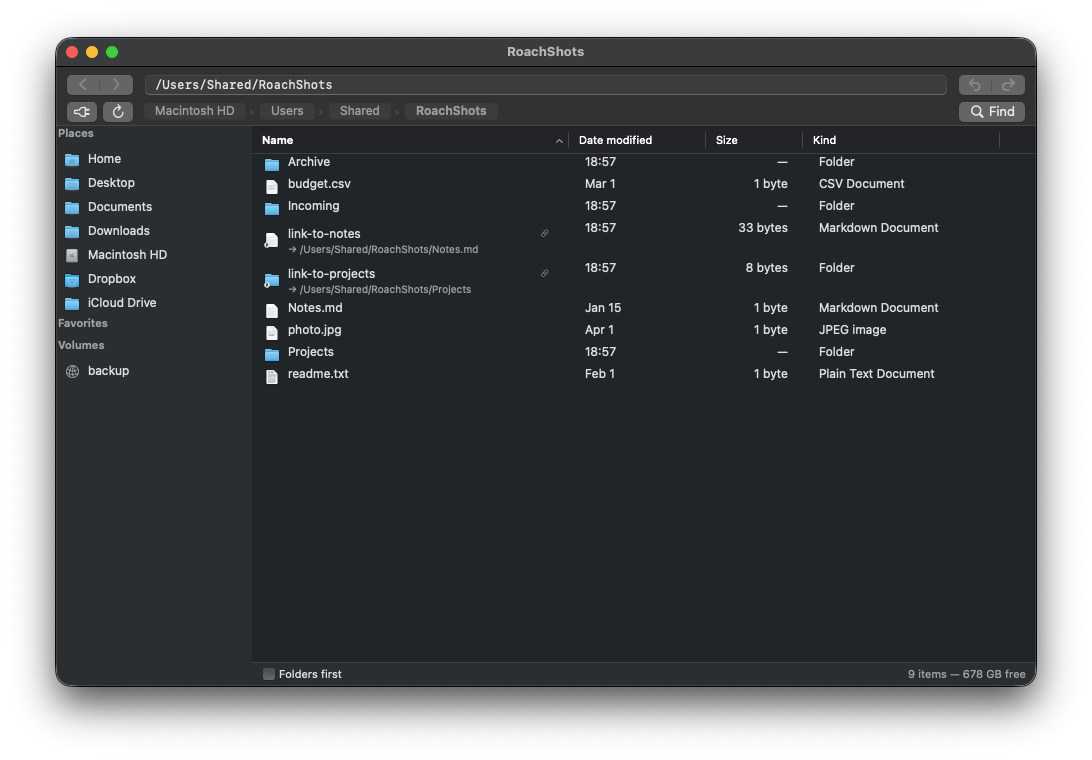 RoachShots
/Users/Shared/RoachShots
Macintosh HD › Users › Shared › RoachShots
Find
Places
Home
Desktop
Documents
Downloads
Macintosh HD
Dropbox
iCloud Drive
Favorites
Volumes
backup
Name Date modified Size Kind
Archive 18:57 — Folder
budget.csv Mar 1 1 byte CSV Document
Incoming 18:57 — Folder
link-to-notes 18:57 33 bytes Markdown Document
→ /Users/Shared/RoachShots/Notes.md
link-to-projects 18:57 8 bytes Folder
→ /Users/Shared/RoachShots/Projects
Notes.md Jan 15 1 byte Markdown Document
photo.jpg Apr 1 1 byte JPEG image
Projects 18:57 — Folder
readme.txt Feb 1 1 byte Plain Text Document
Folders first
9 items — 678 GB free